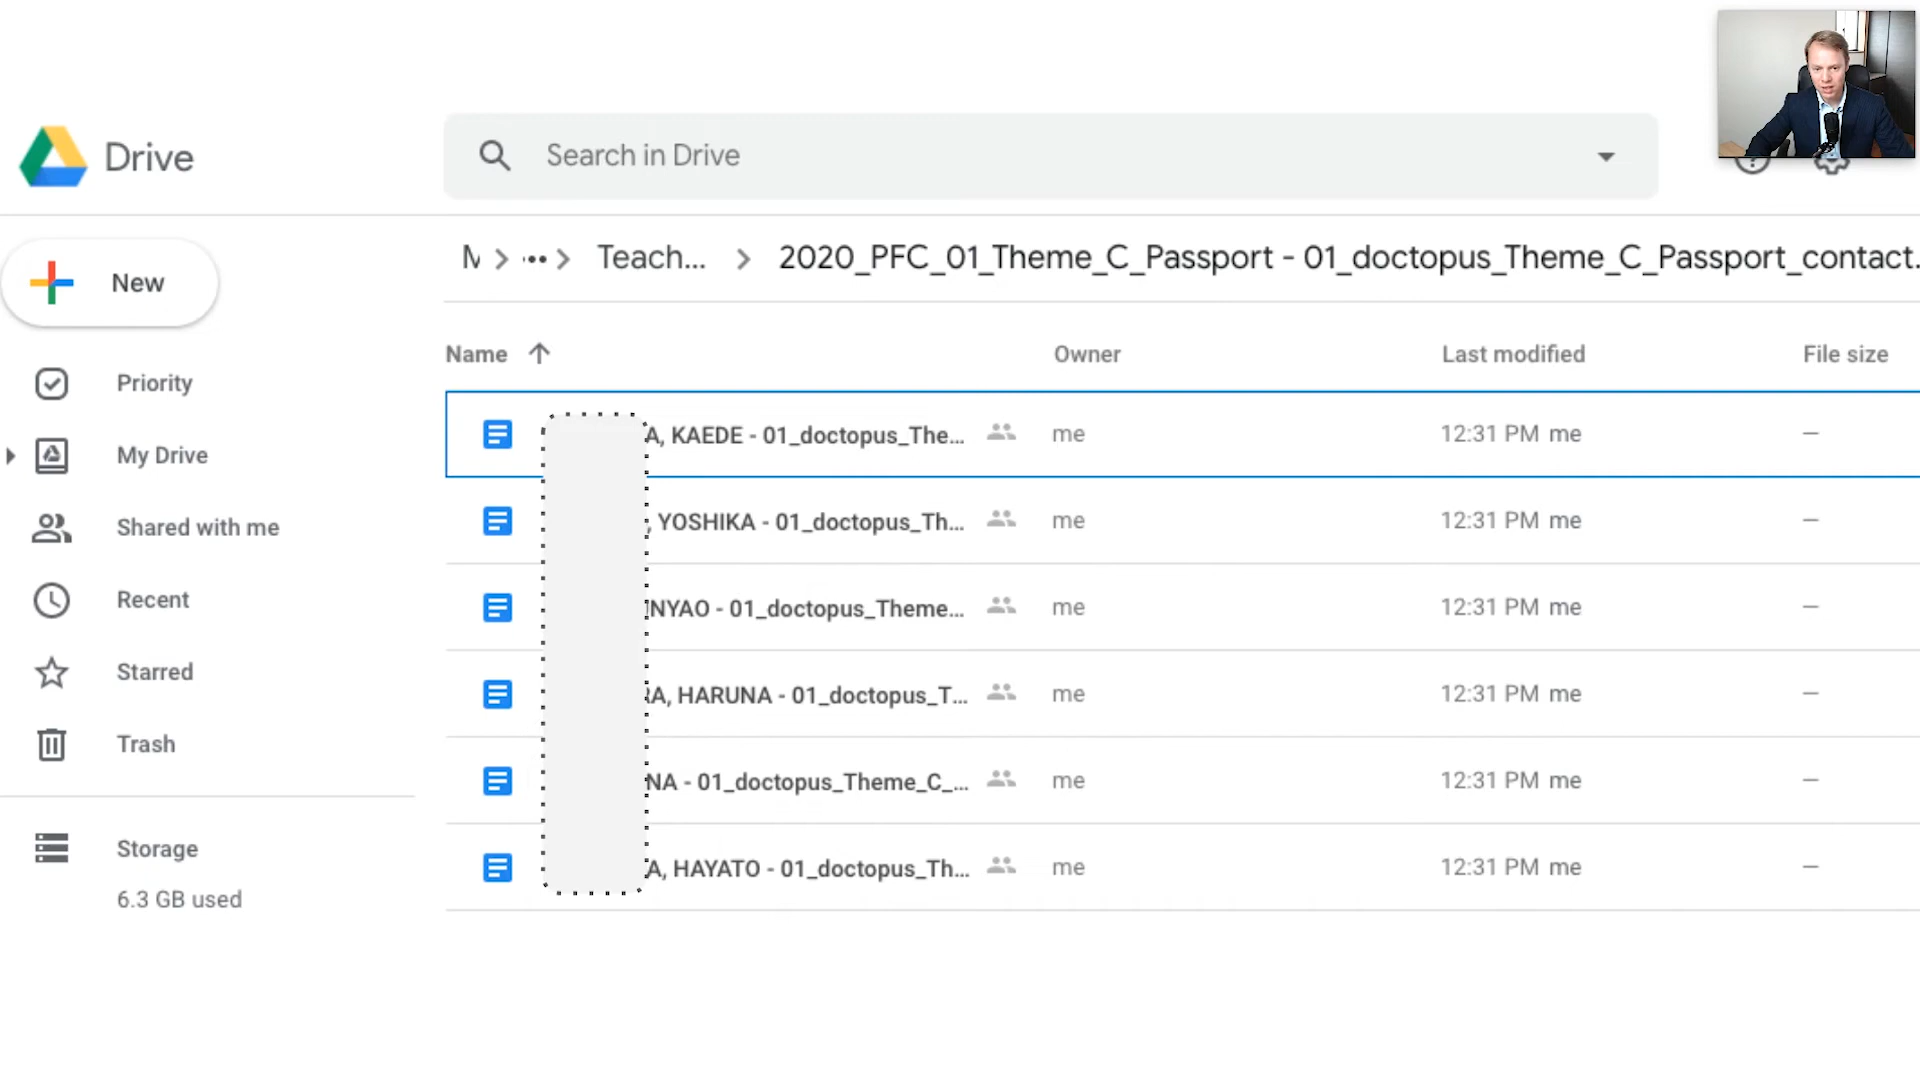 Drive
Search in Drive
M > ••• > Teach... > 2020_PFC_01_Theme_C_Passport - 01_doctopus_Theme_C_Passport_contact.
New
Name Owner Last modified File size
Priority
A, KAEDE - 01_doctopus_The... me 12:31 PM me –
My Drive
, YOSHIKA - 01_doctopus_Th... me 12:31 PM me –
Shared with me
NYAO - 01_doctopus_Theme... me 12:31 PM me –
Recent
RA, HARUNA - 01_doctopus_T... me 12:31 PM me –
Starred
NA - 01_doctopus_Theme_C_... me 12:31 PM me –
Trash
A, HAYATO - 01_doctopus_Th... me 12:31 PM me –
Storage
6.3 GB used